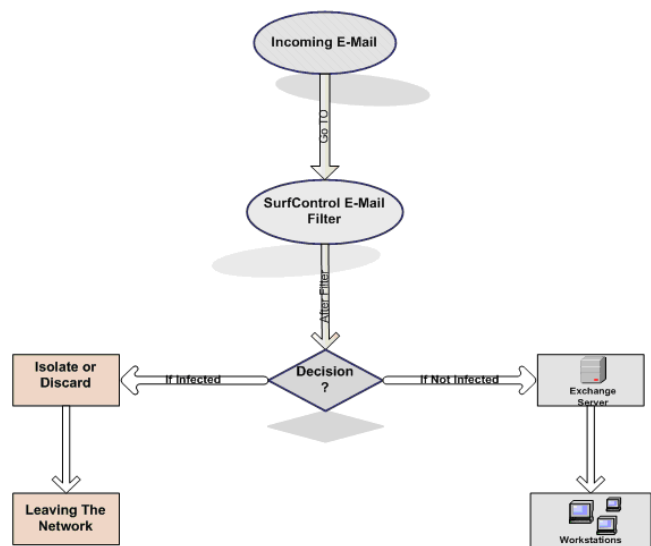 Incoming E-Mail
Go TO
SurfControl E-Mail
Filter
After Filter
Isolate or
Discard
If Infected
Decision
?
If Not Infected
Exchange
Server
Leaving The
Network
Workstations